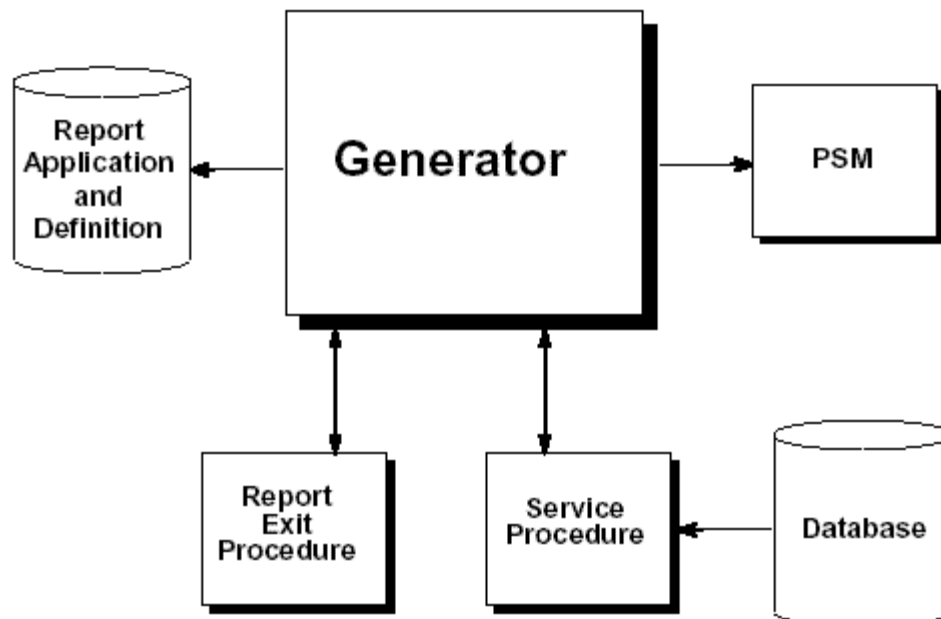 Report
Application
and
Definition
Generator
PSM
Report
Exit
Procedure
Service
Procedure
Database